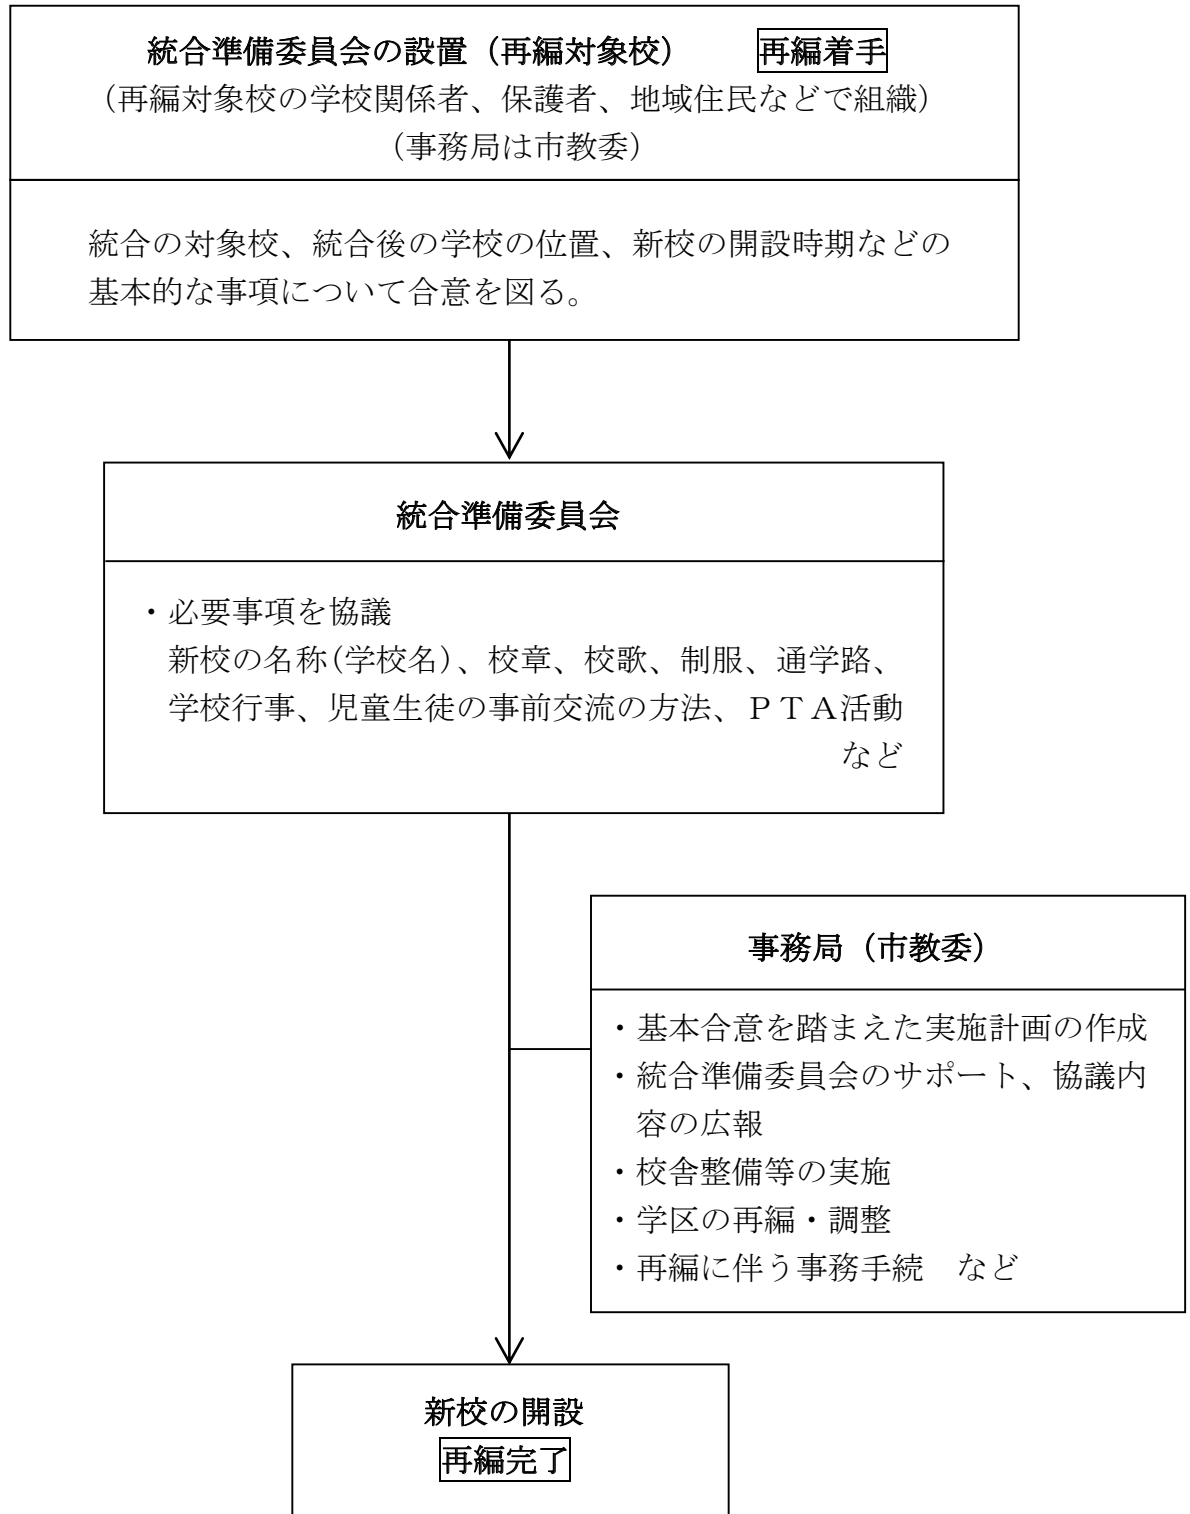 統合準備委員会の設置（再編対象校）　　再編着手
（再編対象校の学校関係者、保護者、地域住民などで組織）
（事務局は市教委）
統合の対象校、統合後の学校の位置、新校の開設時期などの
基本的な事項について合意を図る。
統合準備委員会
・必要事項を協議
新校の名称(学校名)、校章、校歌、制服、通学路、
学校行事、児童生徒の事前交流の方法、ＰＴＡ活動
など
事務局（市教委）
・基本合意を踏まえた実施計画の作成
・統合準備委員会のサポート、協議内
容の広報
・校舎整備等の実施
・学区の再編・調整
・再編に伴う事務手続　など
新校の開設
再編完了